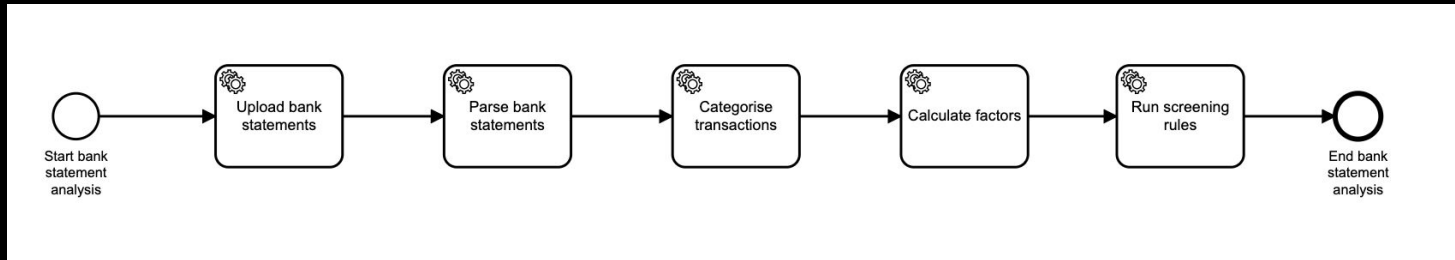 Start bank
statement
analysis
Upload bank
statements
Parse bank
statements
Categorise
transactions
Calculate factors
Run screening
rules
End bank
statement
analysis